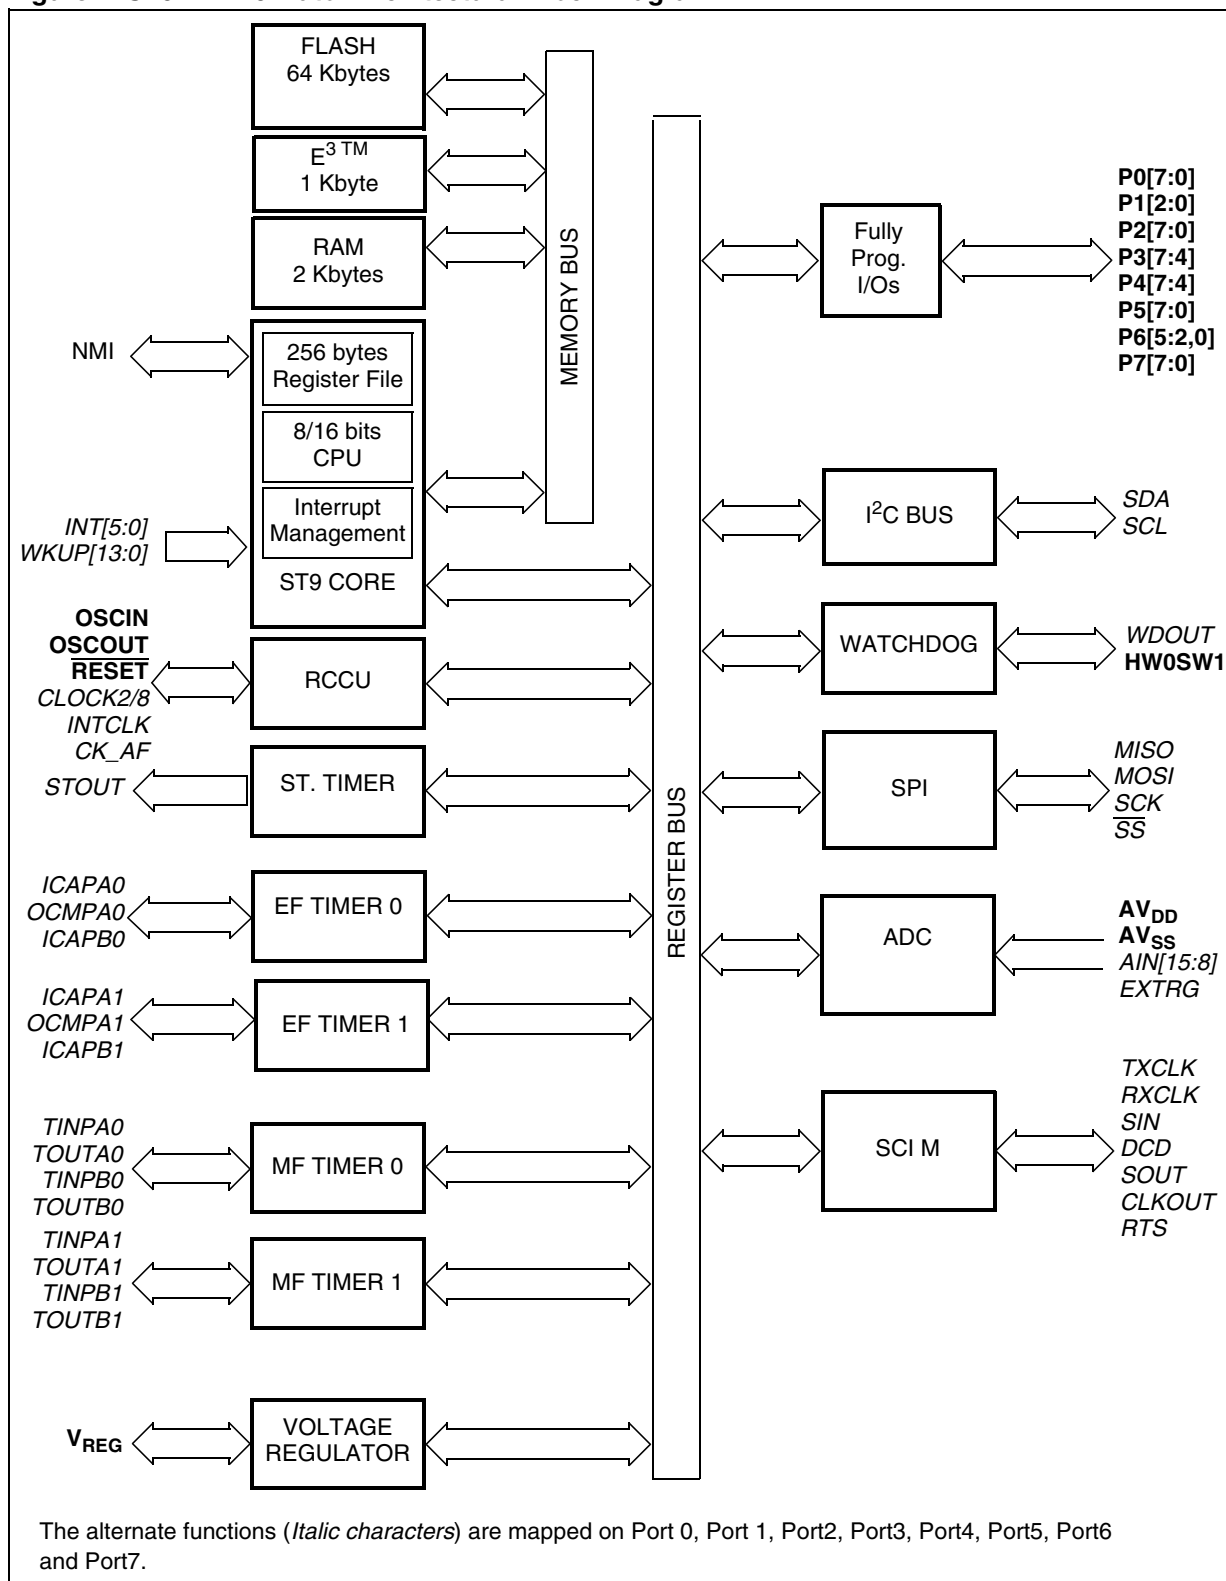 FLASH
64 Kbytes
E3 TM
1 Kbyte
RAM
2 Kbytes
NMI
256 bytes
Register File
8/16 bits
CPU
Interrupt
Management
ST9 CORE
INT[5:0]
WKUP[13:0]
OSCIN
OSCOUT
RESET
CLOCK2/8
INTCLK
CK_AF
RCCU
STOUT
ST. TIMER
ICAPA0
OCMPA0
ICAPB0
EF TIMER 0
ICAPA1
OCMPA1
ICAPB1
EF TIMER 1
TINPA0
TOUTA0
TINPB0
TOUTB0
MF TIMER 0
TINPA1
TOUTA1
TINPB1
TOUTB1
MF TIMER 1
VREG
VOLTAGE
REGULATOR
MEMORY BUS
REGISTER BUS
Fully
Prog.
I/Os
P0[7:0]
P1[2:0]
P2[7:0]
P3[7:4]
P4[7:4]
P5[7:0]
P6[5:2,0]
P7[7:0]
I2C BUS
SDA
SCL
WATCHDOG
WDOUT
HW0SW1
SPI
MISO
MOSI
SCK
SS
ADC
AVDD
AVSS
AIN[15:8]
EXTRG
SCI M
TXCLK
RXCLK
SIN
DCD
SOUT
CLKOUT
RTS
The alternate functions (Italic characters) are mapped on Port 0, Port 1, Port2, Port3, Port4, Port5, Port6
and Port7.